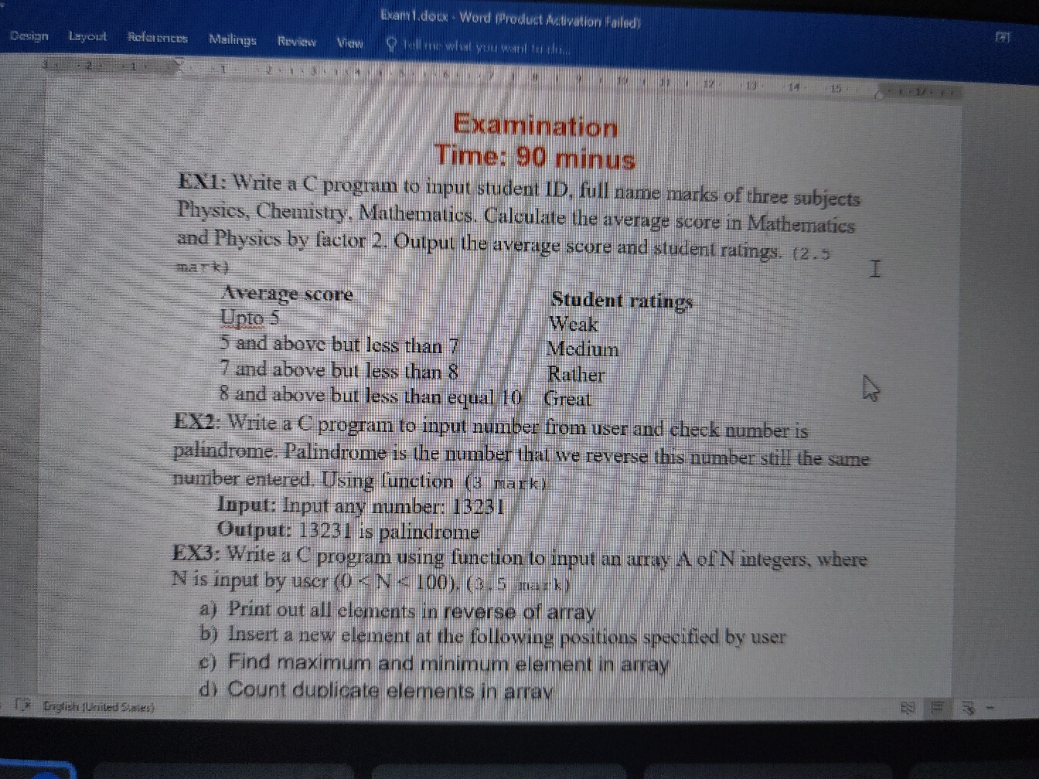 Exam1.docx - Word (Product Activation Failed)
Design Layout References Mailings Review View Tell me what you want to do...
Examination
Time: 90 minus
EX1: Write a C program to input student ID, full name marks of three subjects
Physics, Chemistry, Mathematics. Calculate the average score in Mathematics
and Physics by factor 2. Output the average score and student ratings. (2.5
mark)
Average score Student ratings
Upto 5 Weak
5 and above but less than 7 Medium
7 and above but less than 8 Rather
8 and above but less than equal 10 Great
EX2: Write a C program to input number from user and check number is
palindrome. Palindrome is the number that we reverse this number still the same
number entered. Using function (3 mark)
Input: Input any number: 13231
Output: 13231 is palindrome
EX3: Write a C program using function to input an array A of N integers, where
N is input by user (0 < N < 100). (3.5 mark)
a) Print out all elements in reverse of array
b) Insert a new element at the following positions specified by user
c) Find maximum and minimum element in array
d) Count duplicate elements in array
English (United States)